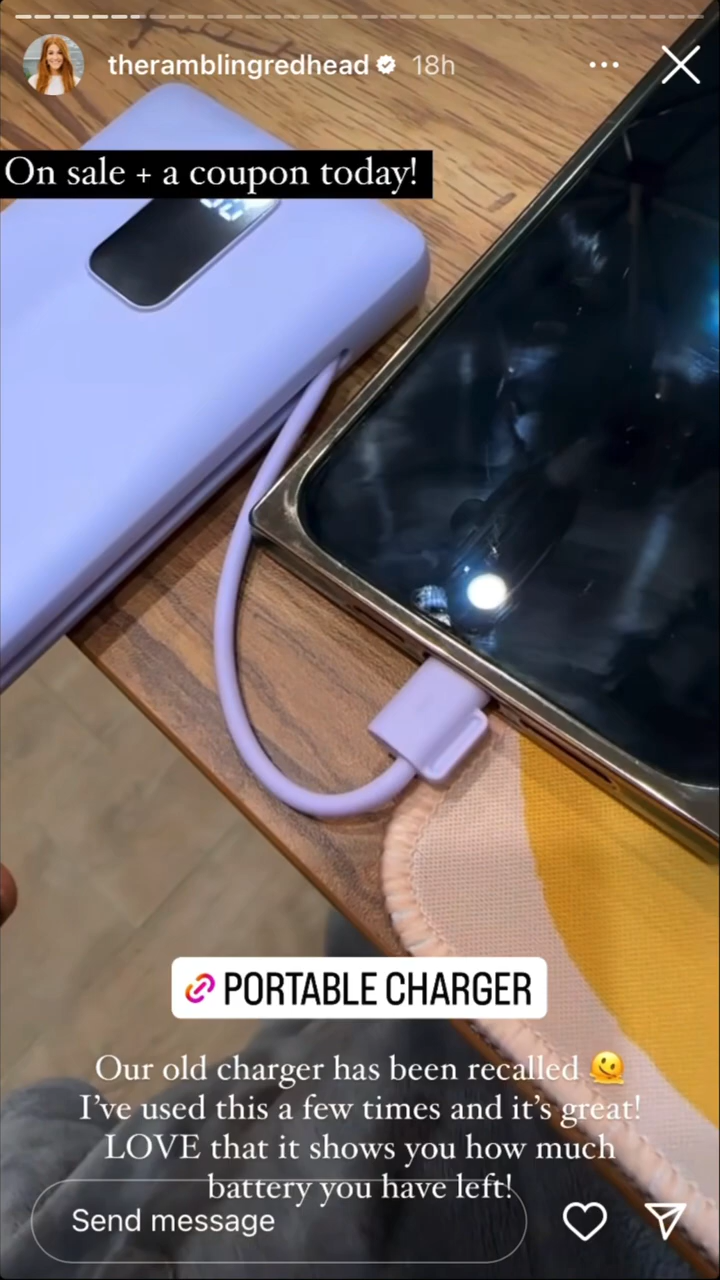 therablingredhead 18h
On sale + a coupon today!
PORTABLE CHARGER
Our old charger has been recalled 🫠
I’ve used this a few times and it’s great!
LOVE that it shows you how much
battery you have left!
Send message